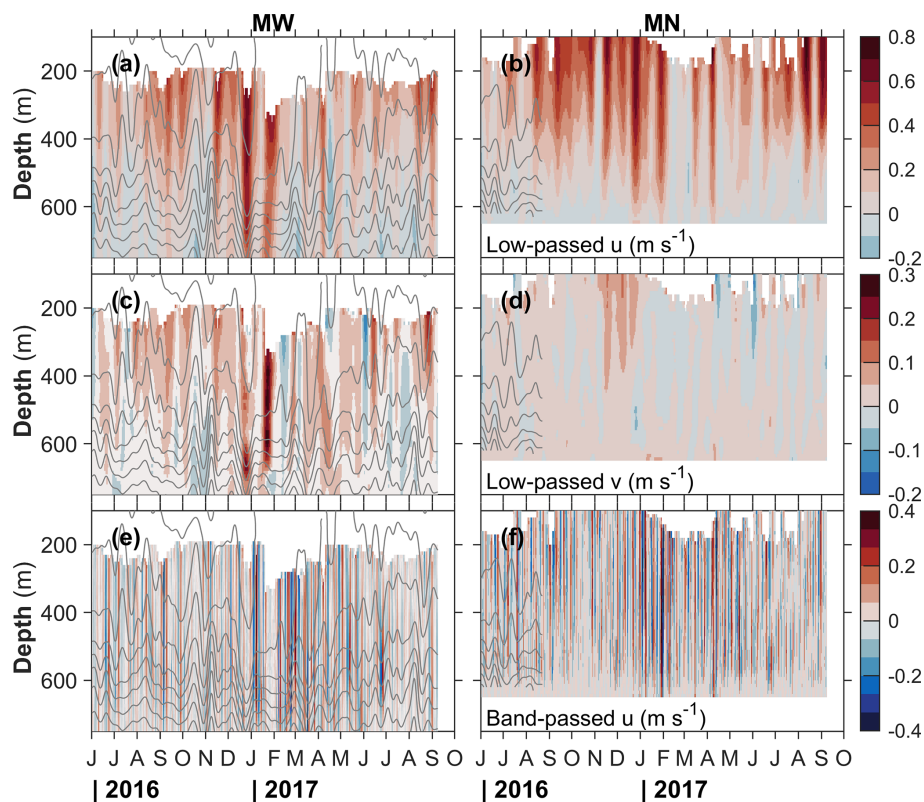 MW MN
(a) (b)
0.8
0.6
0.4
0.2
0
-0.2
200
400
600
Depth (m)
Low-passed u (m s-1)
(c) (d)
0.3
0.2
0.1
0
-0.1
-0.2
200
400
600
Depth (m)
Low-passed v (m s-1)
(e) (f)
0.4
0.2
0
-0.2
-0.4
200
400
600
Depth (m)
Band-passed u (m s-1)
J J A S O N D J F M A M J J A S O J J A S O N D J F M A M J J A S O
| 2016 | 2017 | 2016 | 2017